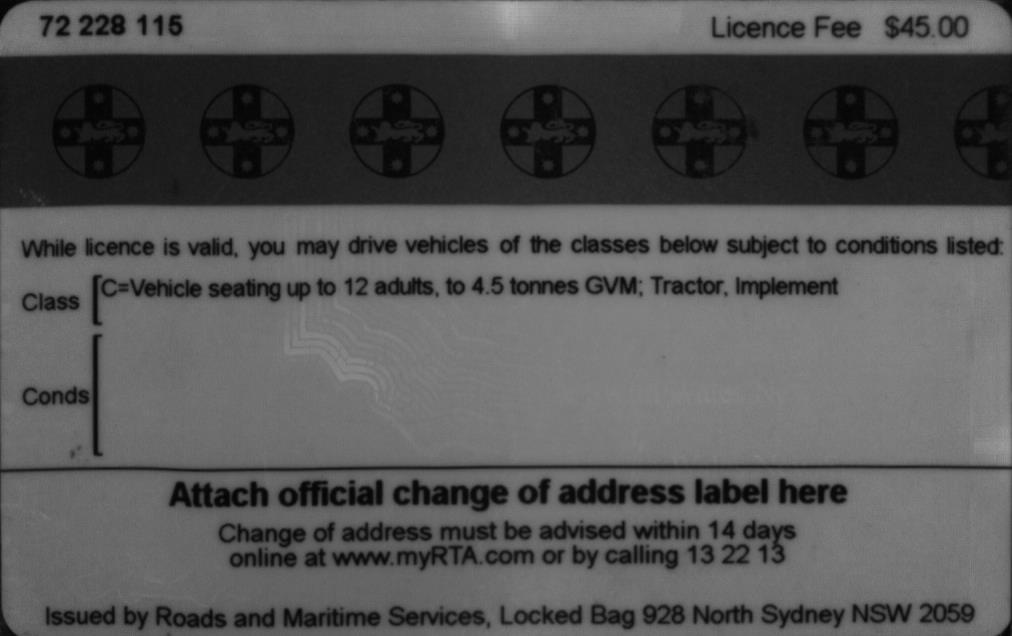 72 228 115 Licence Fee $45.00
While licence is valid, you may drive vehicles of the classes below subject to conditions listed:
Class C=Vehicle seating up to 12 adults, to 4.5 tonnes GVM; Tractor, Implement
Conds
Attach official change of address label here
Change of address must be advised within 14 days
online at www.myRTA.com or by calling 13 22 13
Issued by Roads and Maritime Services, Locked Bag 928 North Sydney NSW 2059